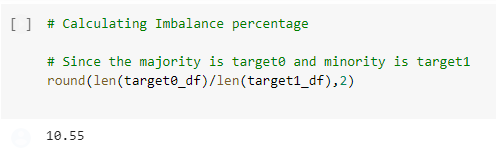 [ ] # Calculating Imbalance percentage
# Since the majority is target0 and minority is target1
round(len(target0_df)/len(target1_df),2)
10.55